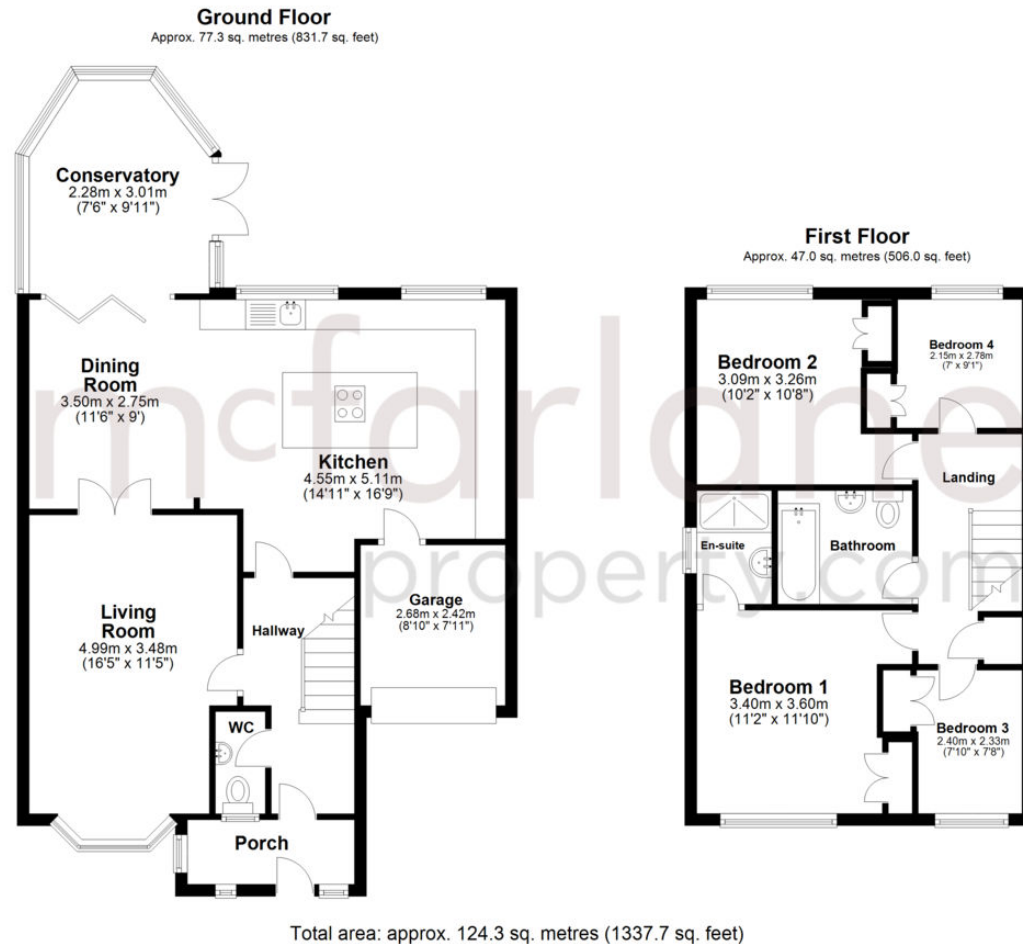 Ground Floor
Approx. 77.3 sq. metres (831.7 sq. feet)
Conservatory
2.28m x 3.01m
(7'6" x 9'11")
Dining
Room
3.50m x 2.75m
(11'6" x 9')
Kitchen
4.55m x 5.11m
(14'11" x 16'9")
Living
Room
4.99m x 3.48m
(16'5" x 11'5")
Hallway
Garage
2.68m x 2.42m
(8'10" x 7'11")
WC
Porch
First Floor
Approx. 47.0 sq. metres (506.0 sq. feet)
Bedroom 2
3.09m x 3.26m
(10'2" x 10'8")
Bedroom 4
2.15m x 2.78m
(7' x 9'1")
Landing
En-suite
Bathroom
Bedroom 1
3.40m x 3.60m
(11'2" x 11'10")
Bedroom 3
2.40m x 2.33m
(7'10" x 7'8")
mcfarlane
property.com
Total area: approx. 124.3 sq. metres (1337.7 sq. feet)